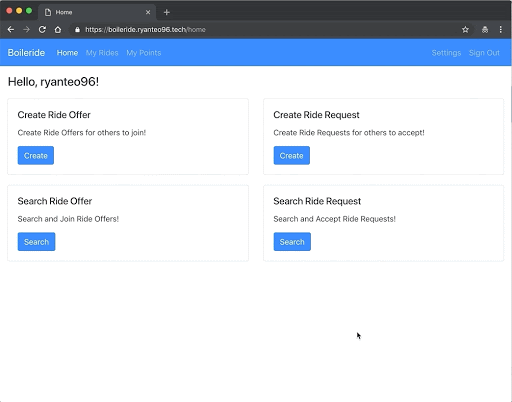 Home
https://boileride.ryanteo96.tech/home
Boileride Home My Rides My Points Settings Sign Out
Hello, ryanteo96!
Create Ride Offer
Create Ride Offers for others to join!
Create
Create Ride Request
Create Ride Requests for others to accept!
Create
Search Ride Offer
Search and Join Ride Offers!
Search
Search Ride Request
Search and Accept Ride Requests!
Search